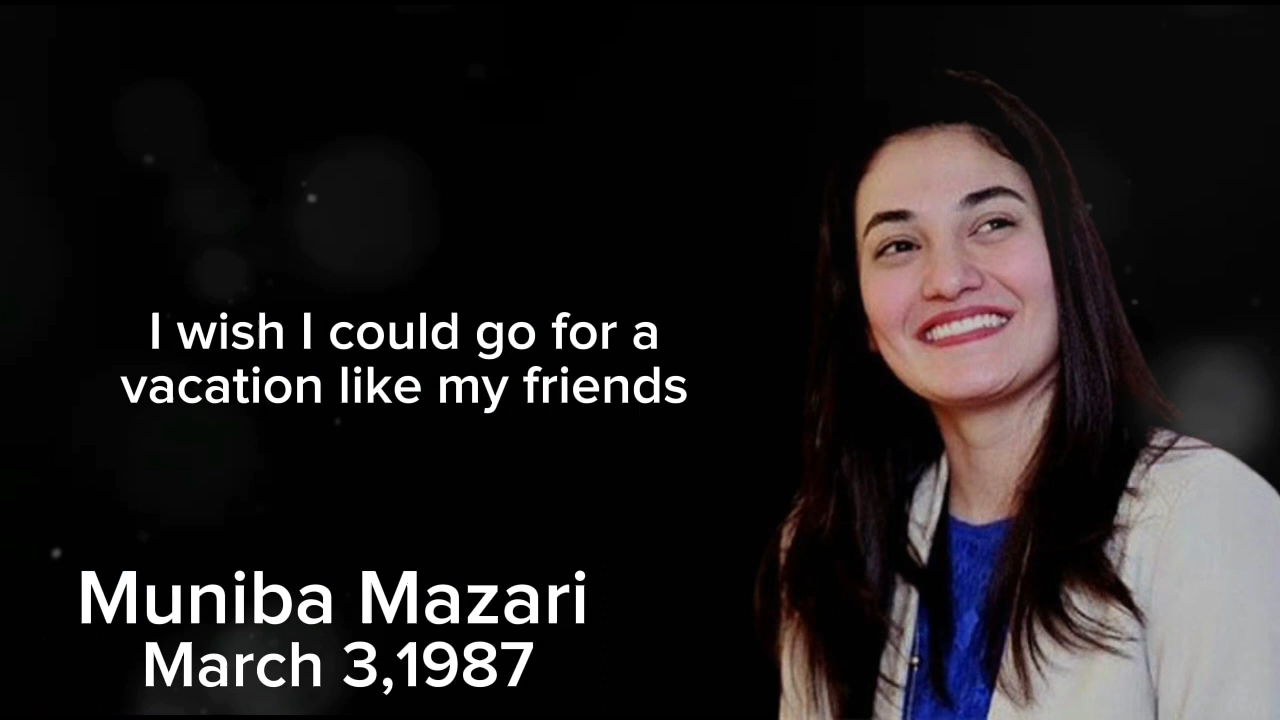 I wish I could go for a
vacation like my friends
Muniba Mazari
March 3,1987